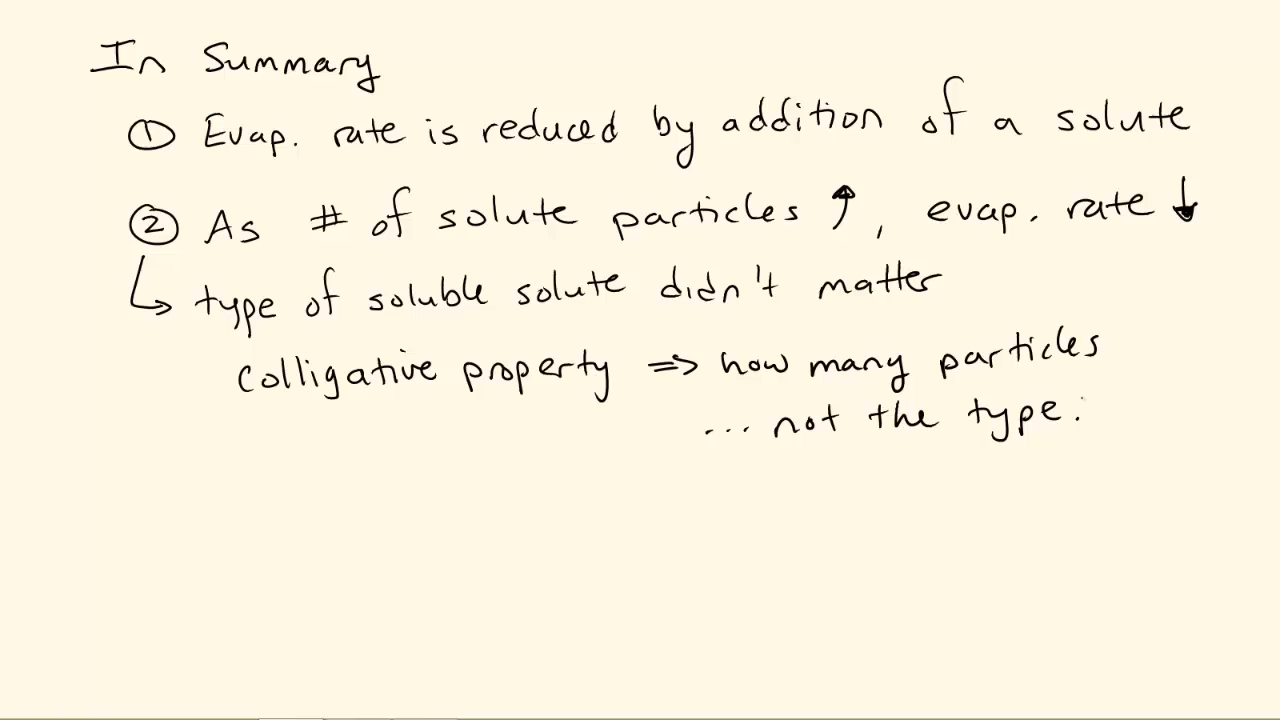 In Summary
① Evap. rate is reduced by addition of a solute
② As # of solute particles ↑, evap. rate ↓
↳ type of soluble solute didn't matter
Colligative property ⇒ how many particles
... not the type.